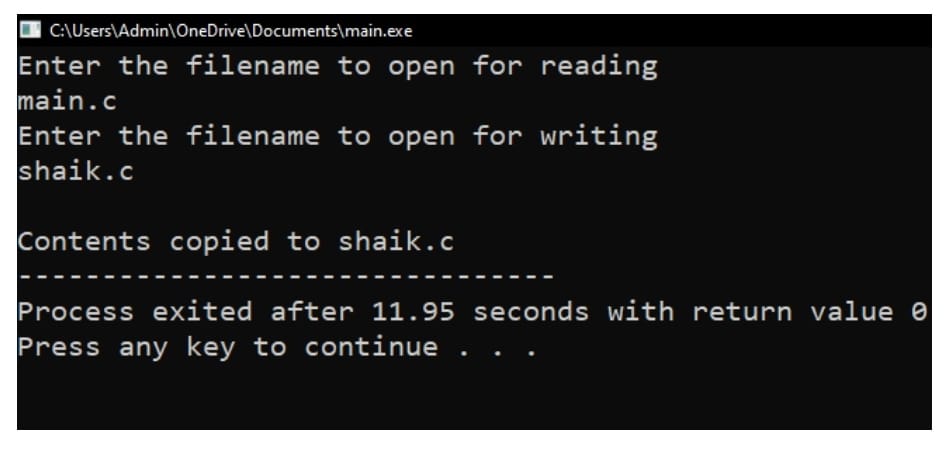 C:\Users\Admin\OneDrive\Documents\main.exe
Enter the filename to open for reading
main.c
Enter the filename to open for writing
shaik.c
Contents copied to shaik.c
--------------------------------
Process exited after 11.95 seconds with return value 0
Press any key to continue . . .